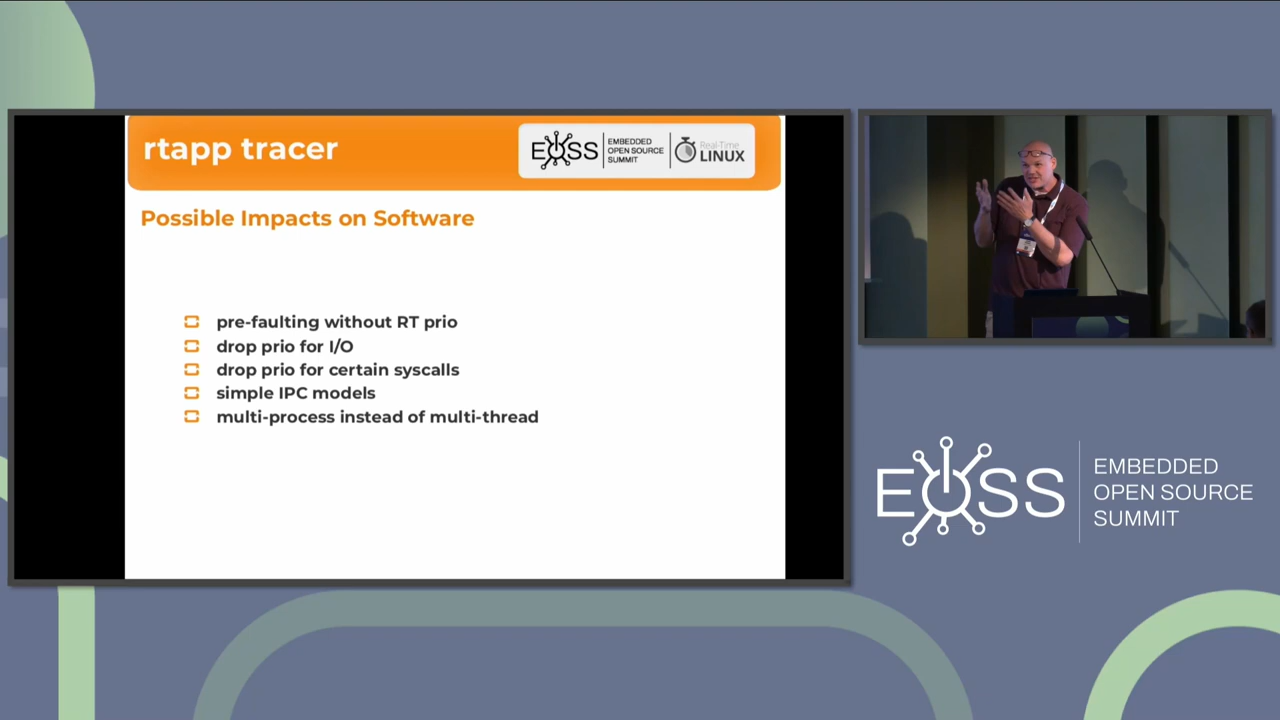 rtapp tracer
EOSS
EMBEDDED
OPEN SOURCE
SUMMIT
Real-Time
LINUX
Possible Impacts on Software
pre-faulting without RT prio
drop prio for I/O
drop prio for certain syscalls
simple IPC models
multi-process instead of multi-thread
EOSS
EMBEDDED
OPEN SOURCE
SUMMIT